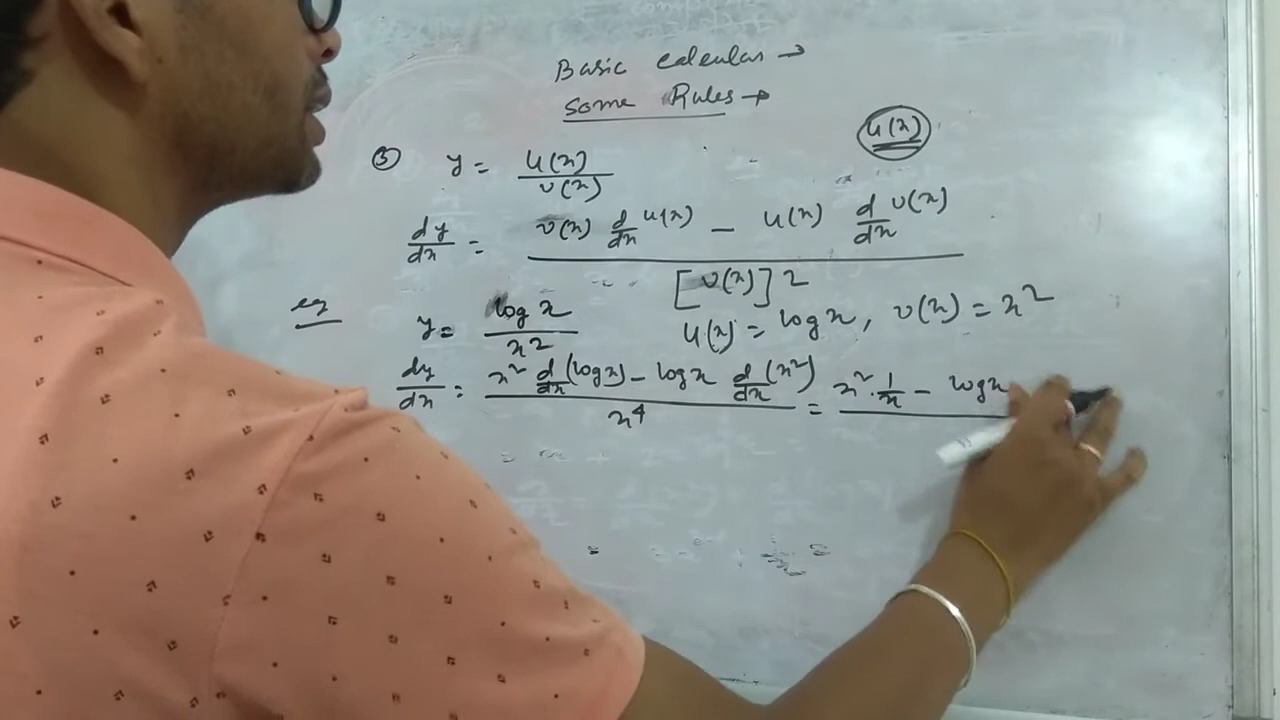 Basic calculas →
Some Rules →
u(x)
③ y = u(x)/v(x)
dy/dx = (v(x) d/dx u(x) - u(x) d/dx v(x))/[v(x)]2
eg y = log x/x2 u(x) = log x, v(x) = x2
dy/dx = (x2 d/dx (log x) - log x d/dx (x2))/x4 = x2 · 1/x - log x